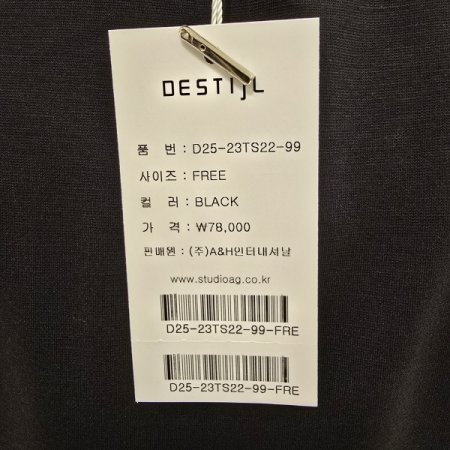 DESTIJL
품 번 : D25-23TS22-99
사이즈 : FREE
컬 러 : BLACK
가 격 : ₩78,000
판매원 : (주)A&H인터내셔날
www.studioag.co.kr
D25-23TS22-99-FRE
D25-23TS22-99-FRE